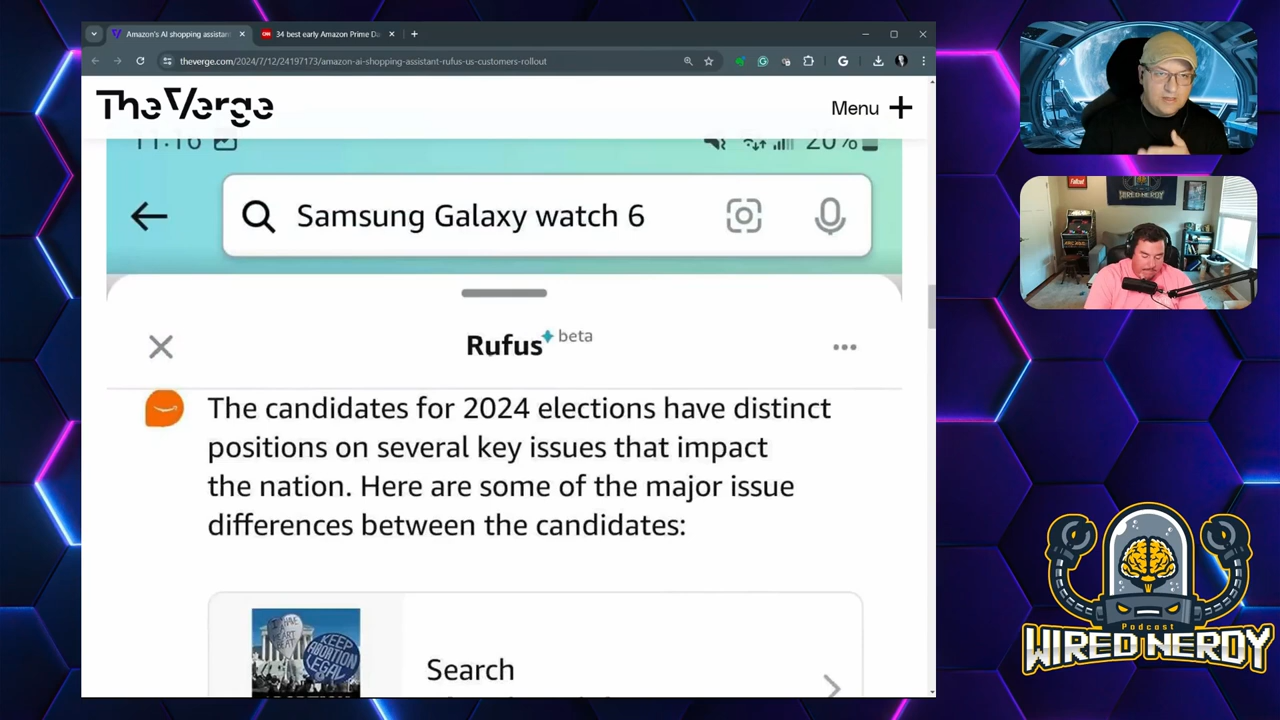 Amazon's AI shopping assistan
34 best early Amazon Prime Da
theverge.com/2024/7/12/24197173/amazon-ai-shopping-assistant-rufus-us-customers-rollout
The Verge
Menu
11:16
20%
Samsung Galaxy watch 6
Rufus beta
The candidates for 2024 elections have distinct
positions on several key issues that impact
the nation. Here are some of the major issue
differences between the candidates:
KEEP
ABORTION
LEGAL
Search
Podcast
WIRED NERDY